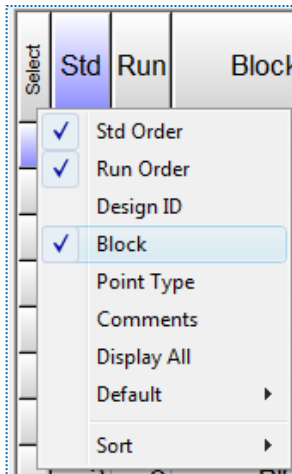 Select Std Run Block
Std Order
Run Order
Design ID
Block
Point Type
Comments
Display All
Default
Sort